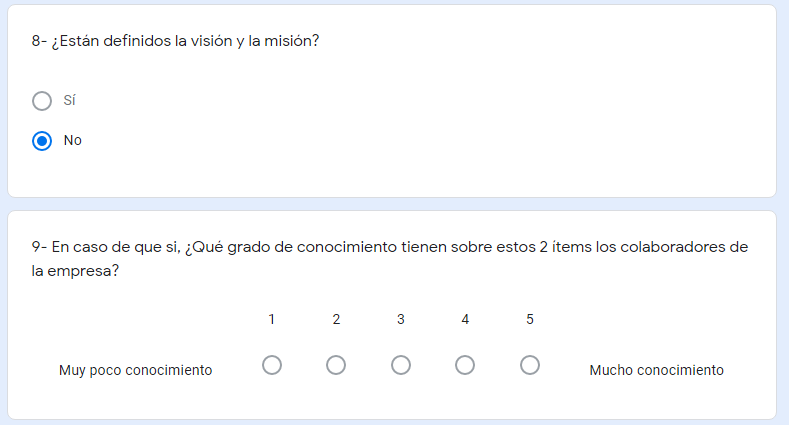 8- ¿Están definidos la visión y la misión?
Sí
No
9- En caso de que si, ¿Qué grado de conocimiento tienen sobre estos 2 ítems los colaboradores de
la empresa?
1 2 3 4 5
Muy poco conocimiento Mucho conocimiento